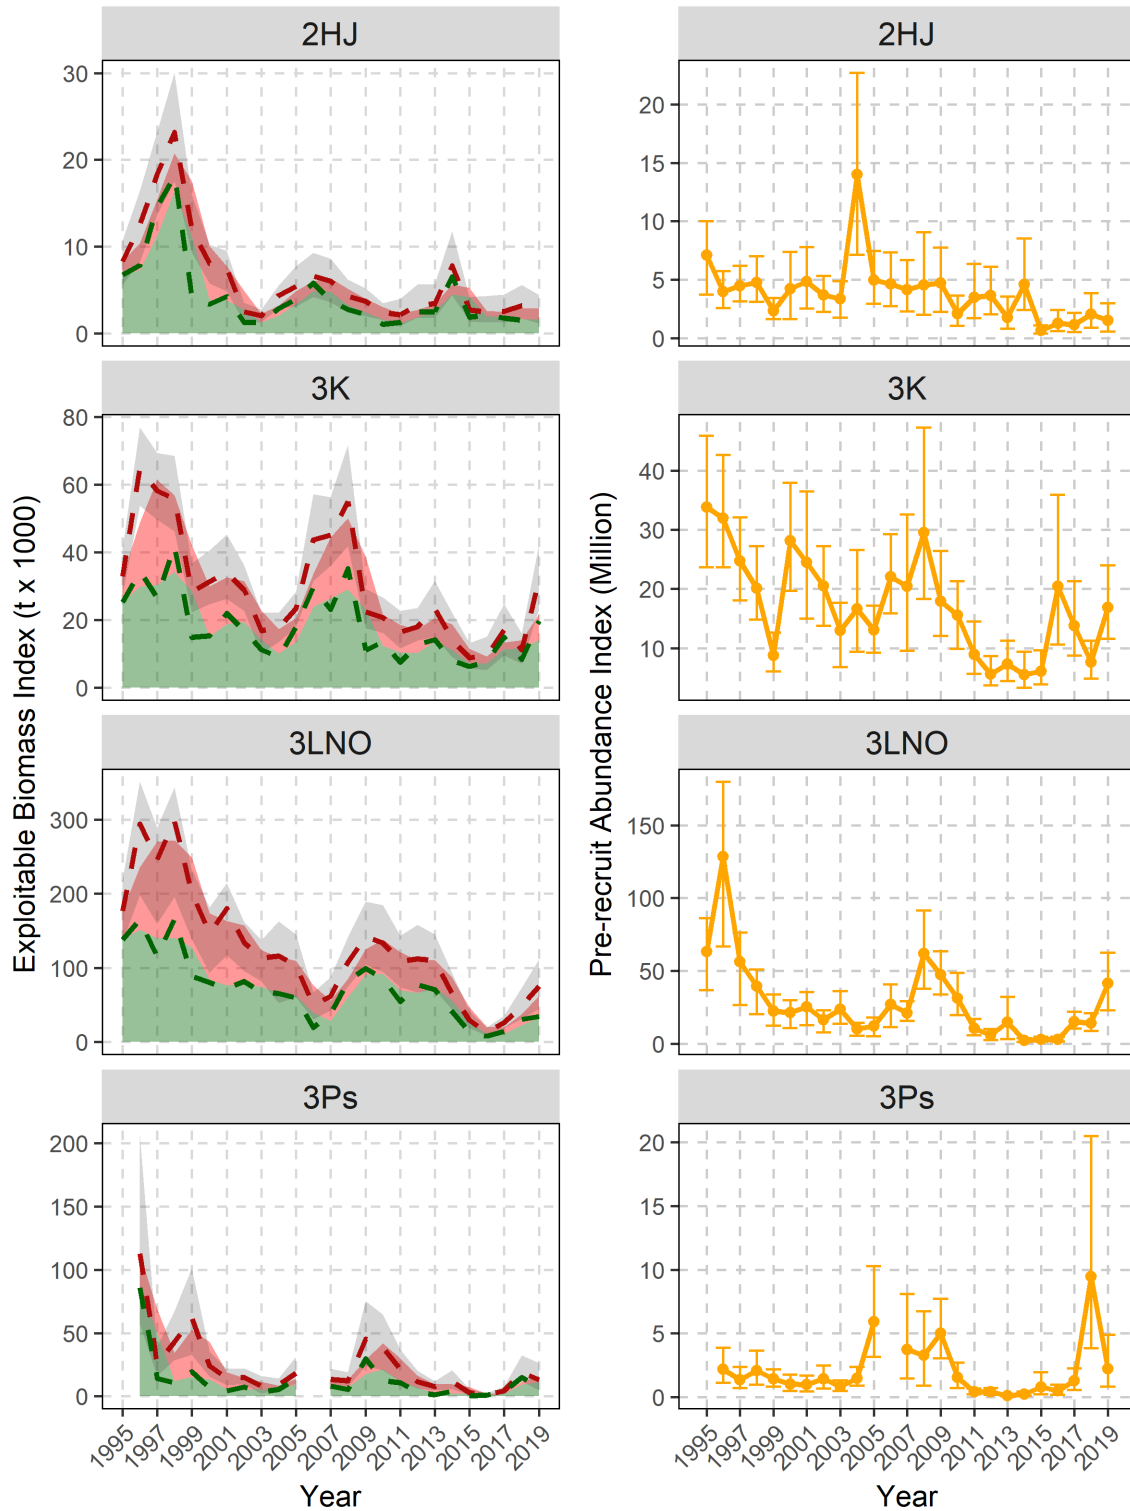 2HJ
2HJ
30
20
10
0
20
15
10
5
0
3K
3K
80
60
40
20
0
40
30
20
10
3LNO
3LNO
300
200
100
0
150
100
50
0
3Ps
3Ps
200
150
100
50
0
20
15
10
5
0
Exploitable Biomass Index (t x 1000)
Pre-recruit Abundance Index (Million)
1995 1997 1999 2001 2003 2005 2007 2009 2011 2013 2015 2017 2019
1995 1997 1999 2001 2003 2005 2007 2009 2011 2013 2015 2017 2019
Year
Year